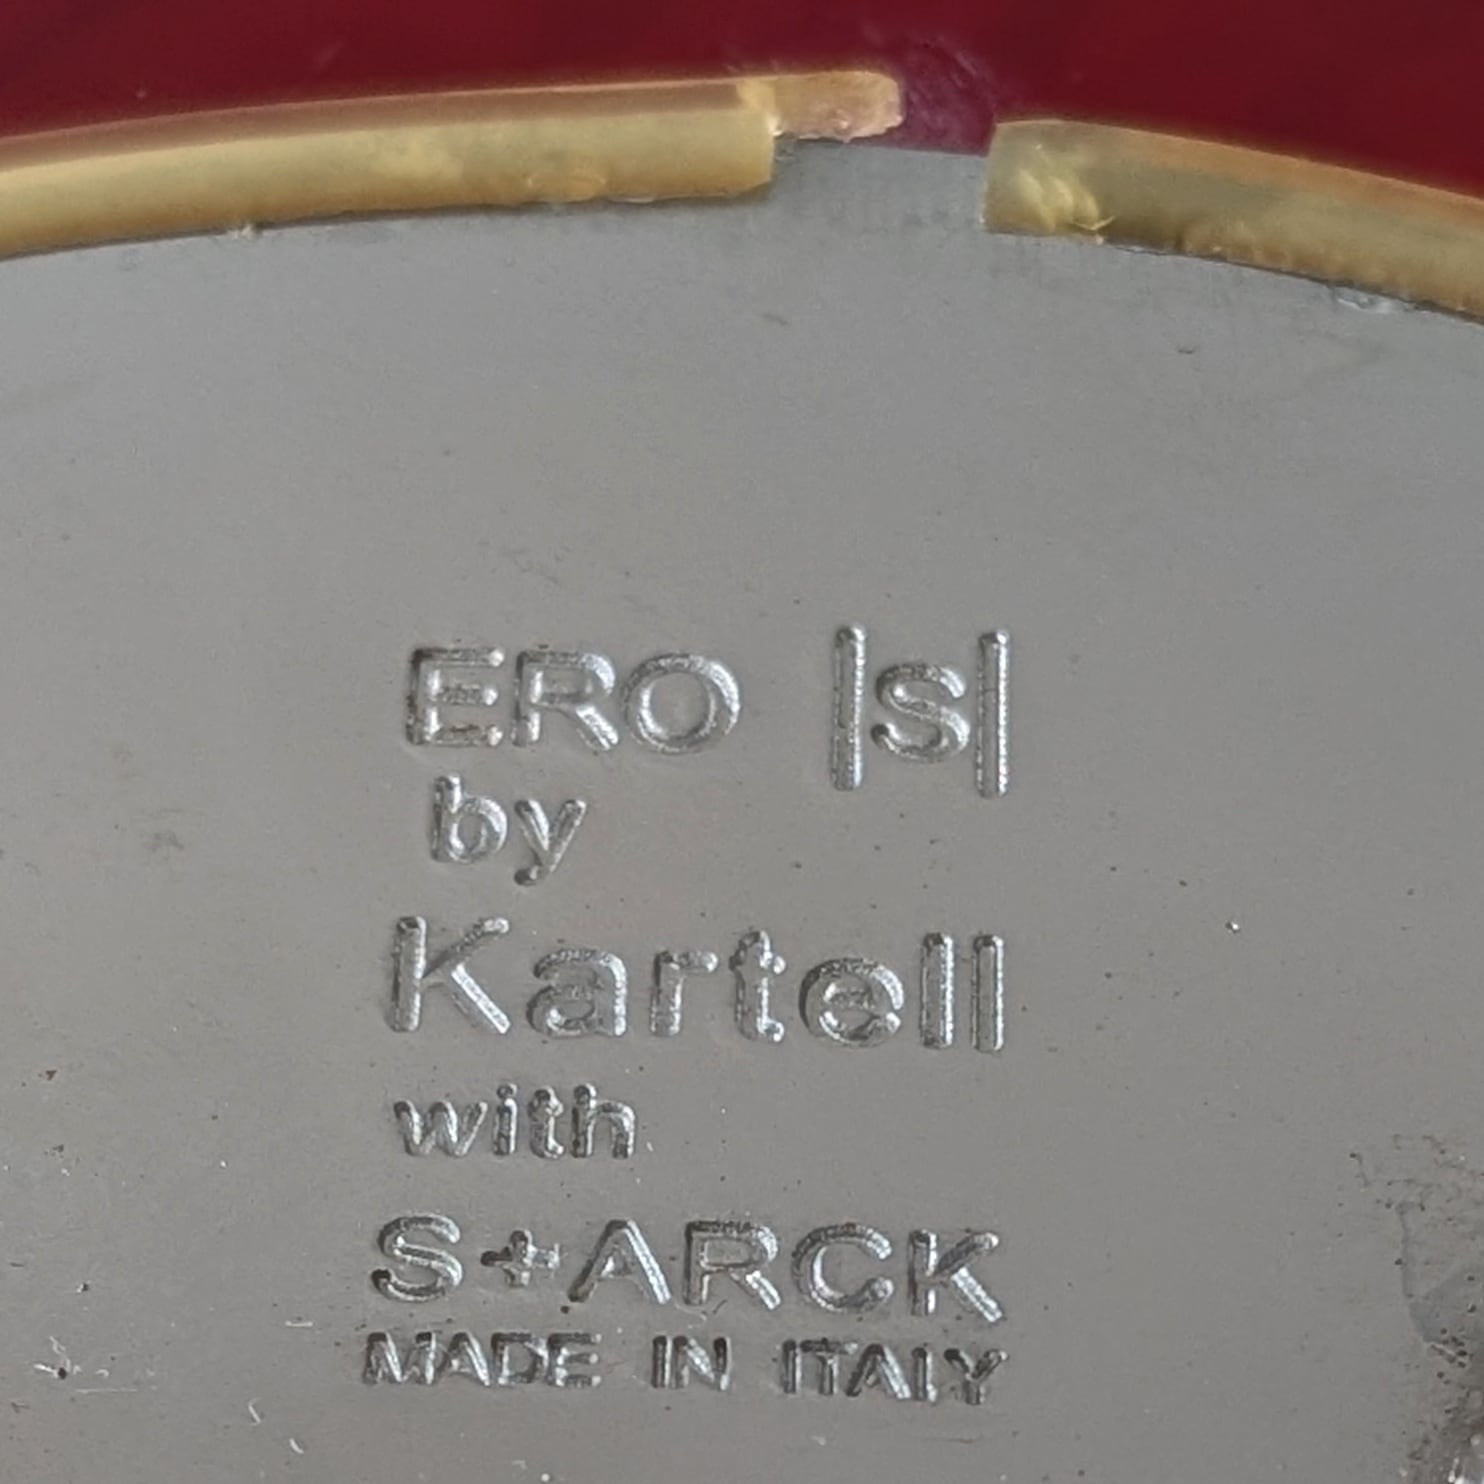 ERO |s|
by
Kartell
with
S+ARCK
MADE IN ITALY